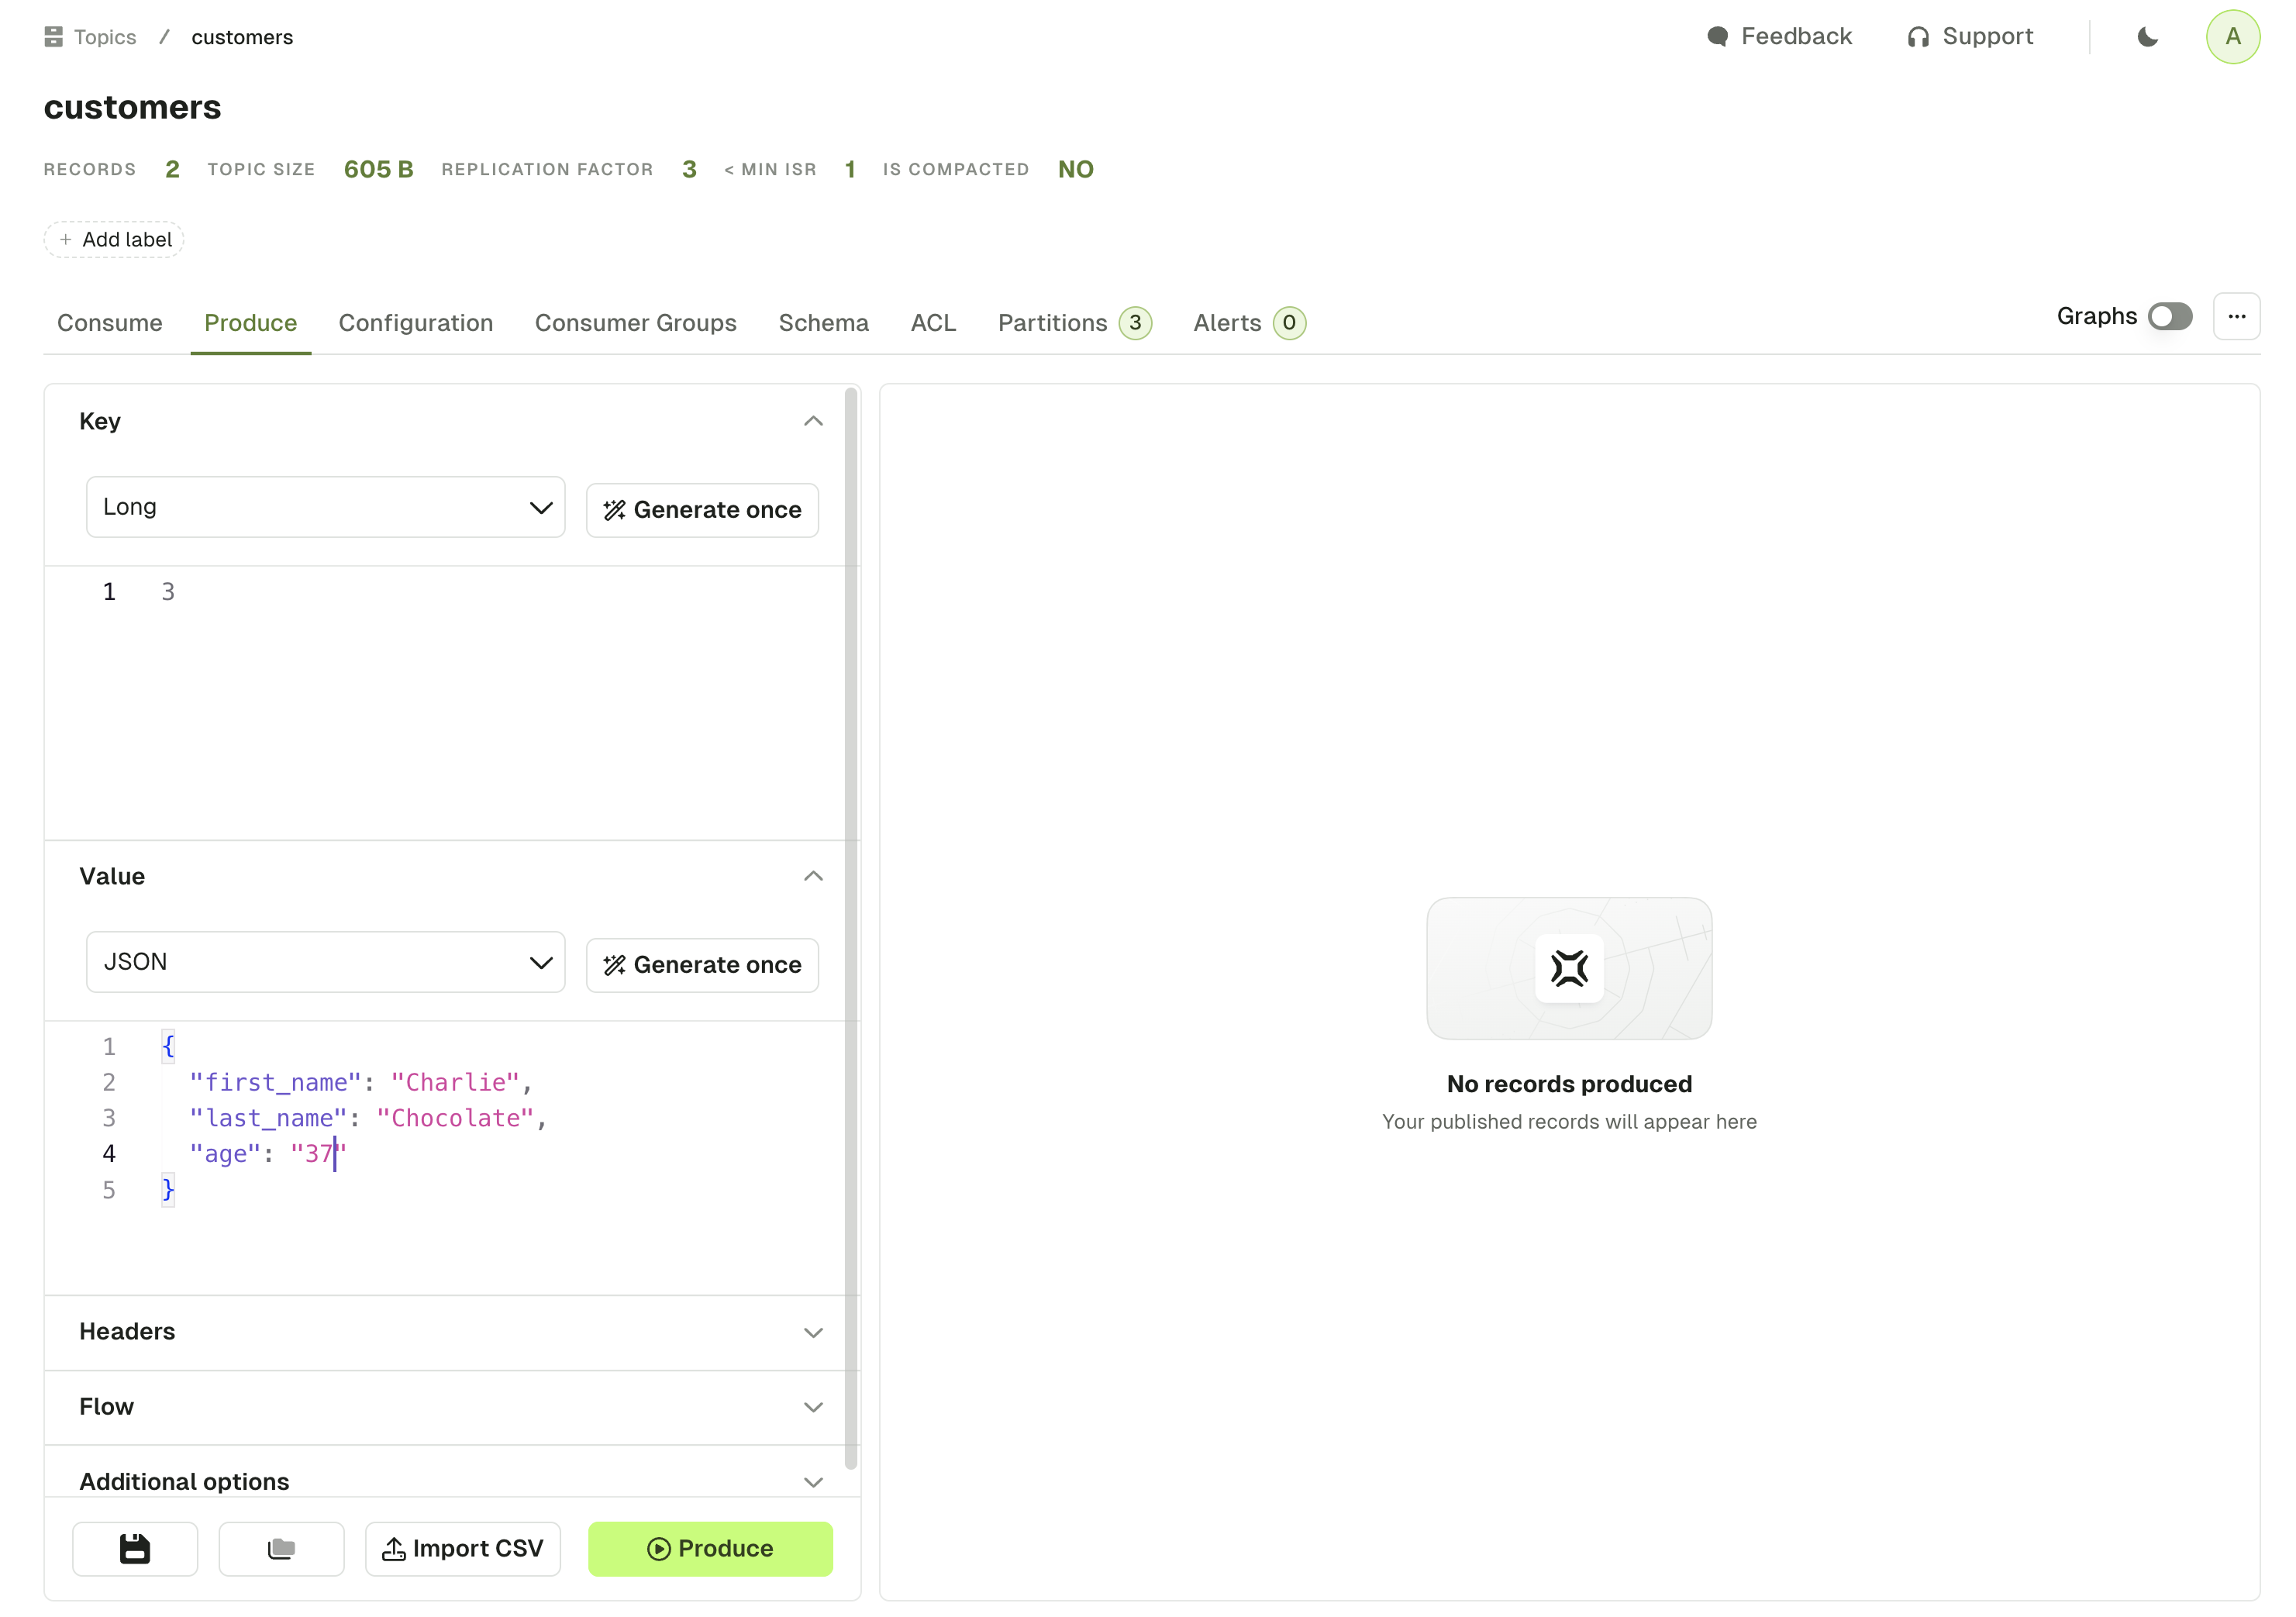 Topics / customers
Feedback
Support
A
customers
RECORDS 2 TOPIC SIZE 605 B REPLICATION FACTOR 3 < MIN ISR 1 IS COMPACTED NO
+ Add label
Consume Produce Configuration Consumer Groups Schema ACL Partitions 3 Alerts 0
Graphs
Key
Long
Generate once
1 3
Value
JSON
Generate once
1 {
2 "first_name": "Charlie",
3 "last_name": "Chocolate",
4 "age": "37"
5 }
Headers
Flow
Additional options
Import CSV
Produce
No records produced
Your published records will appear here